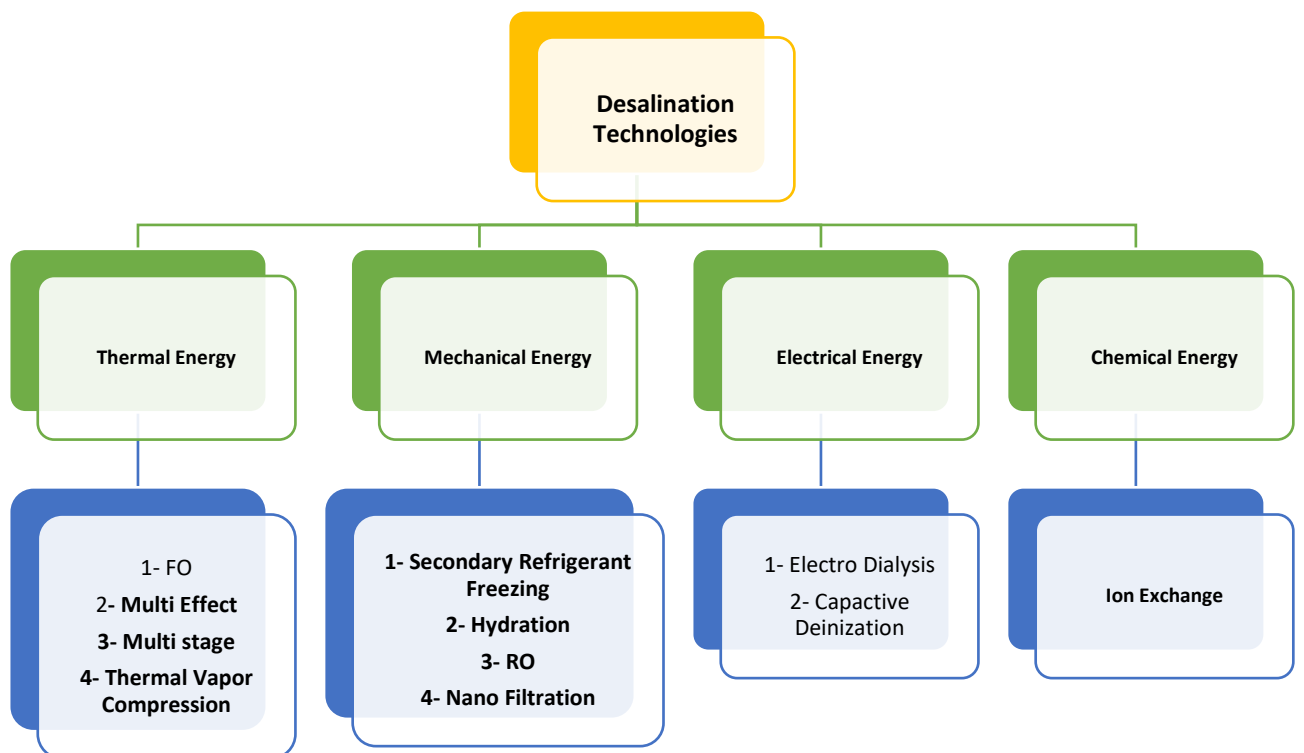 Desalination
Technologies
Thermal Energy
Mechanical Energy
Electrical Energy
Chemical Energy
1- FO
2- Multi Effect
3- Multi stage
4- Thermal Vapor
Compression
1- Secondary Refrigerant
Freezing
2- Hydration
3- RO
4- Nano Filtration
1- Electro Dialysis
2- Capactive
Deinization
Ion Exchange